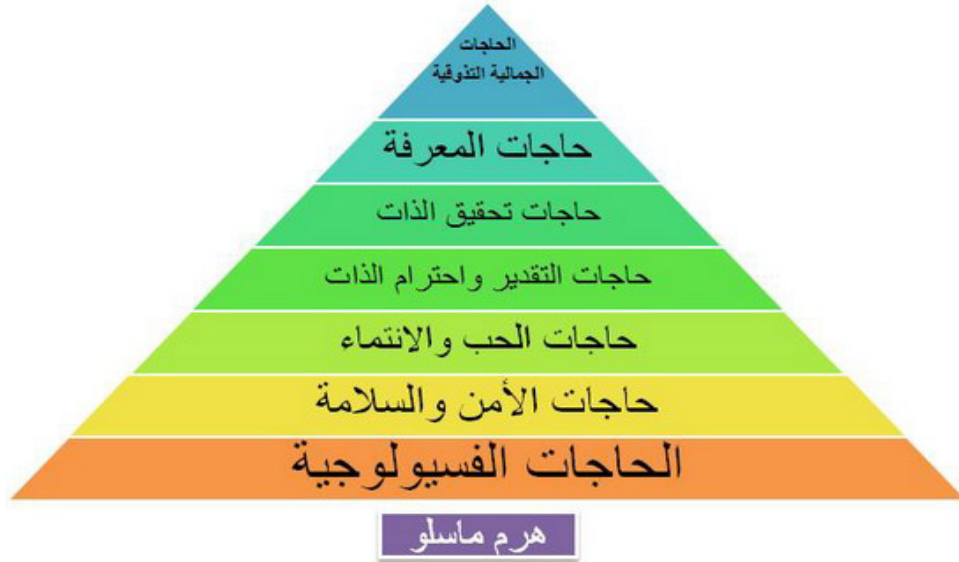 الحاجات
الجمالية التذوقية
حاجات المعرفة
حاجات تحقيق الذات
حاجات التقدير واحترام الذات
حاجات الحب والانتماء
حاجات الأمن والسلامة
الحاجات الفسيولوجية
هرم ماسلو